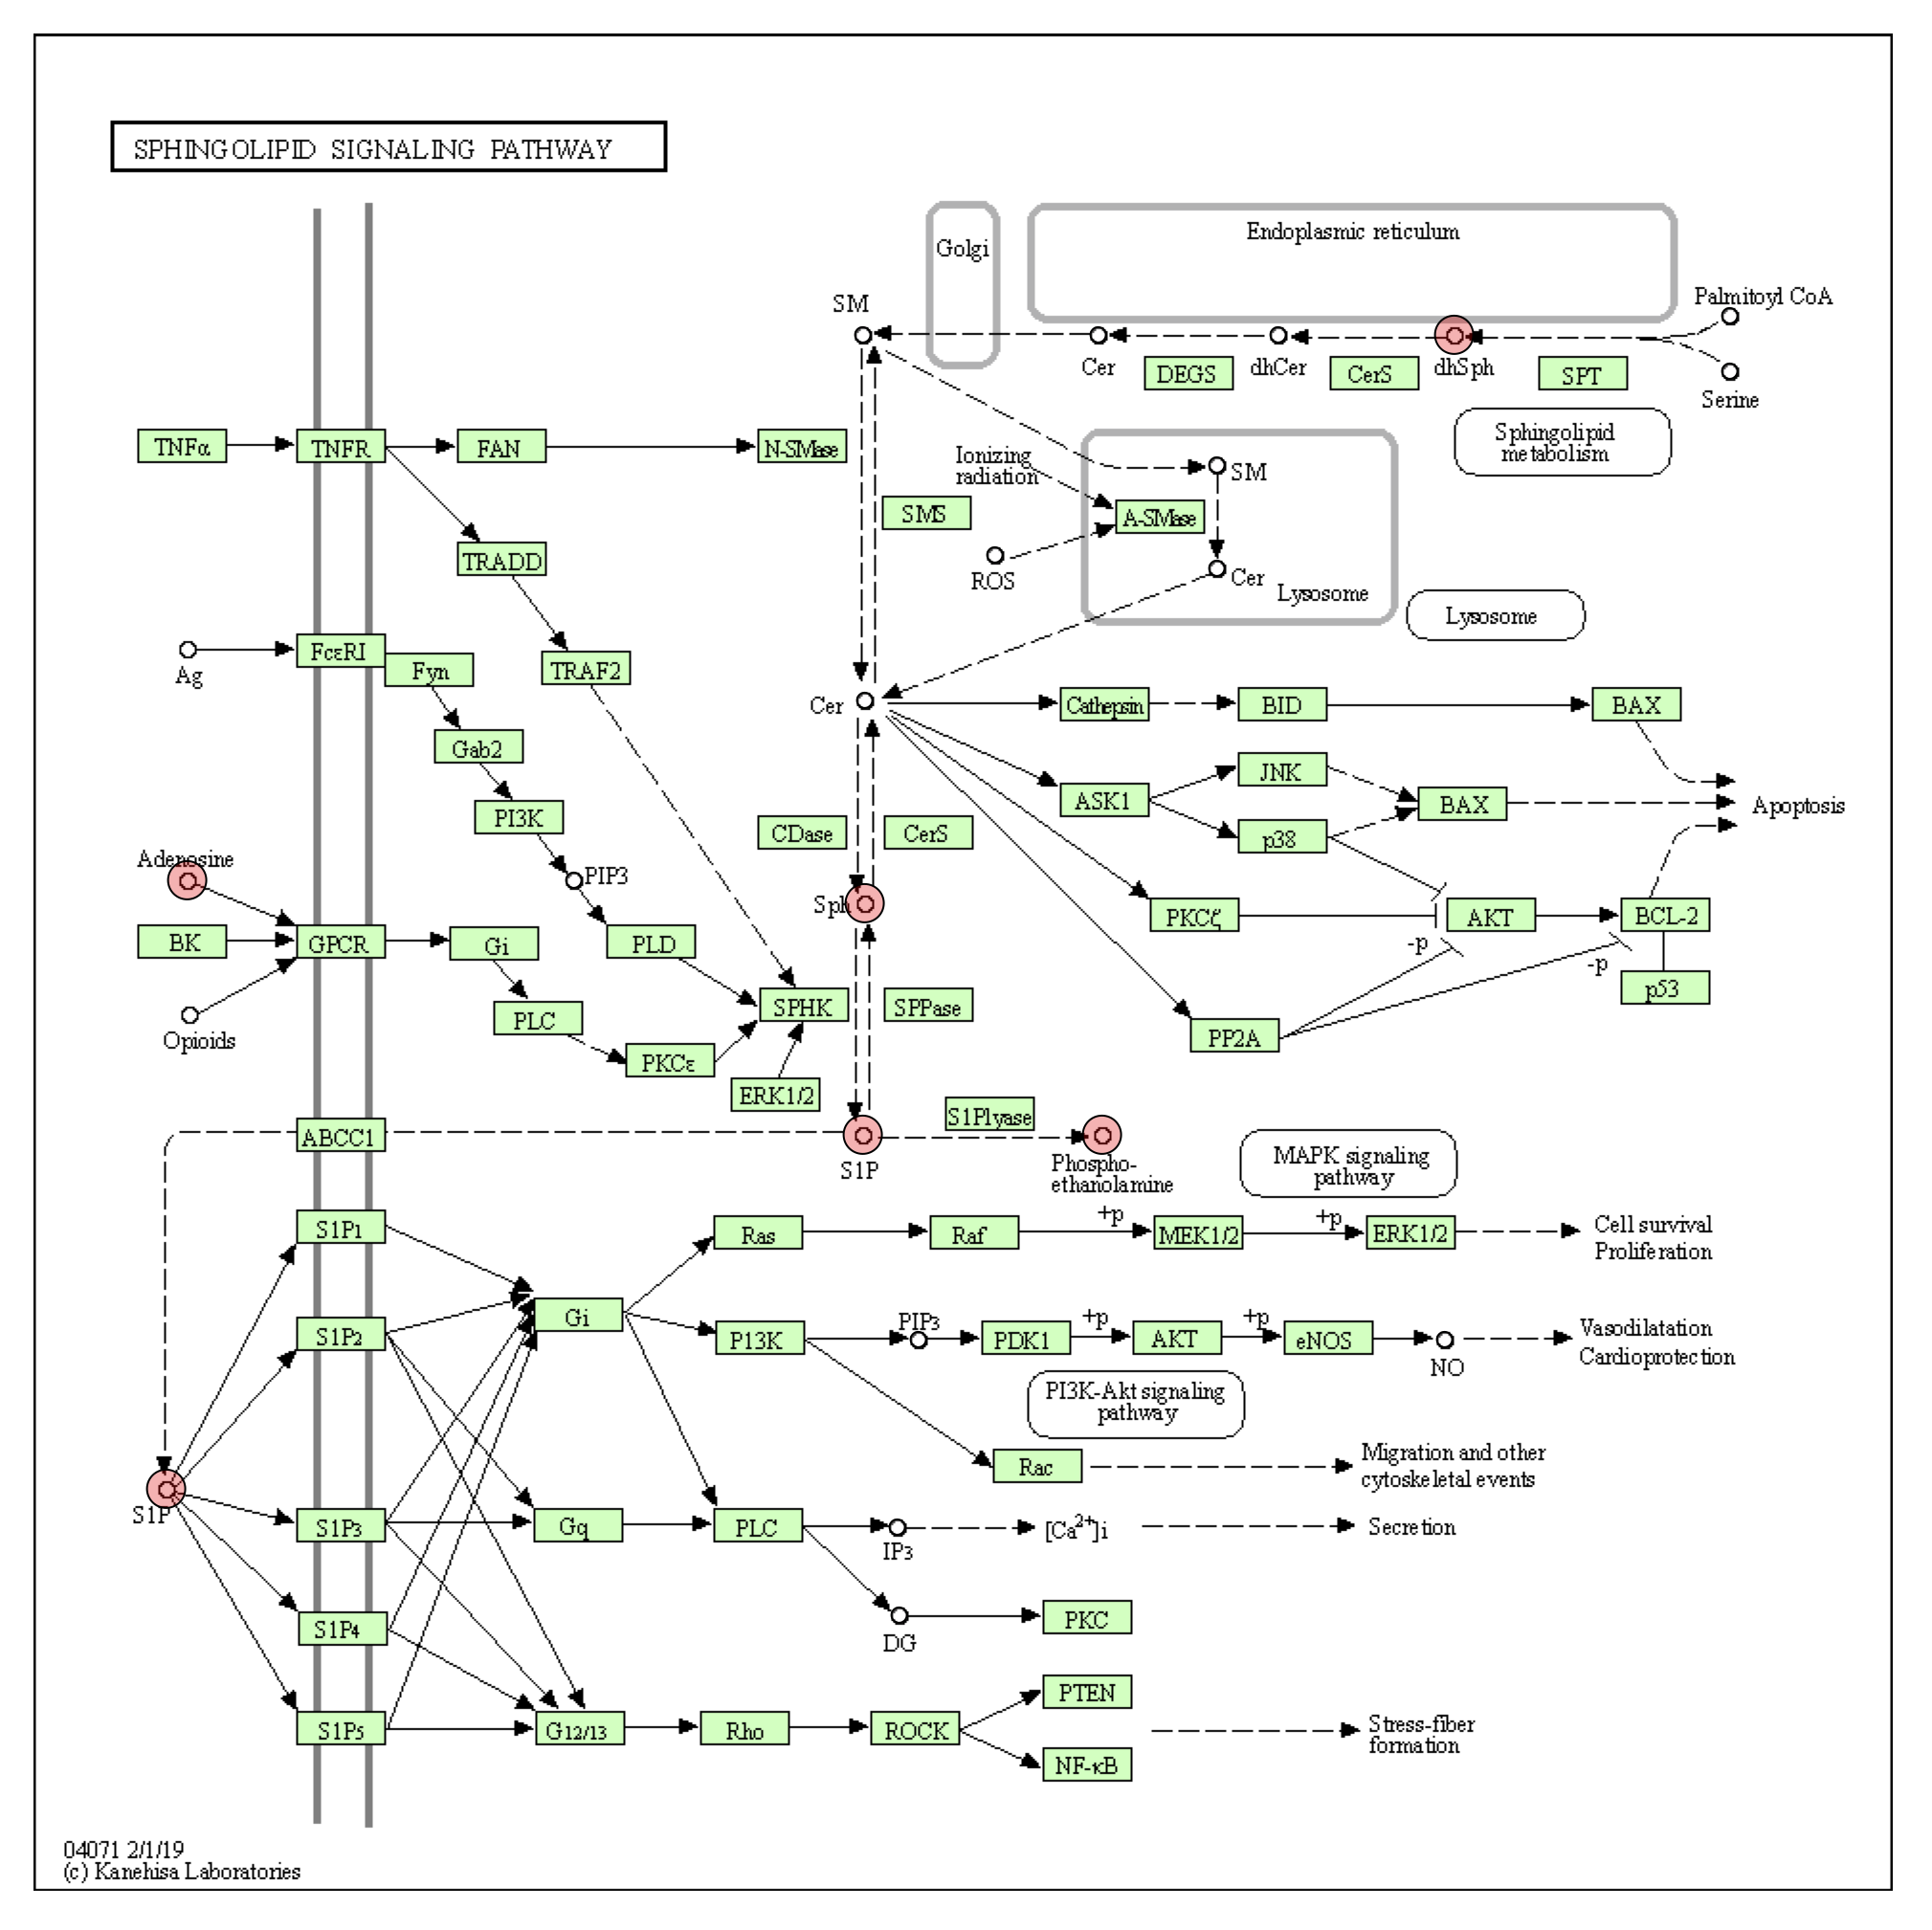 SPHINGOLIPID SIGNALING PATHWAY
Golgi
Endoplasmic reticulum
SM
Palmitoyl CoA
Cer
DEGS
dhCer
CerS
dhSph
SPT
Serine
Sphingolipid
metabolism
TNFα
TNFR
FAN
N-SMase
Ionizing
radiation
SM
SMS
A-SMase
TRADD
ROS
Cer
Lysosome
Lysosome
FcεRI
Fyn
TRAF2
Ag
Cer
Cathepsin
BID
BAX
Gab2
JNK
ASK1
BAX
Apoptosis
PI3K
CDase
CerS
p38
Adenosine
PIP3
Sph
PKCζ
AKT
BCL-2
BK
GPCR
Gi
PLD
-p
-p
p53
Opioids
PLC
SPHK
SPPase
PP2A
PKCε
ERK1/2
S1Plyase
ABCC1
S1P
Phospho-
ethanolamine
MAPK signaling
pathway
S1P1
Ras
Raf
+p
MEK1/2
+p
ERK1/2
Cell survival
Proliferation
Gi
S1P2
P13K
PIP3
PDK1
+p
AKT
+p
eNOS
NO
Vasodilatation
Cardioprotection
PI3K-Akt signaling
pathway
Rac
Migration and other
cytoskeletal events
S1P
S1P3
Gq
PLC
IP3
[Ca2+]i
Secretion
S1P4
DG
PKC
PTEN
S1P5
G12/13
Rho
ROCK
NF-κB
Stress-fiber
formation
04071 2/1/19
(c) Kanehisa Laboratories